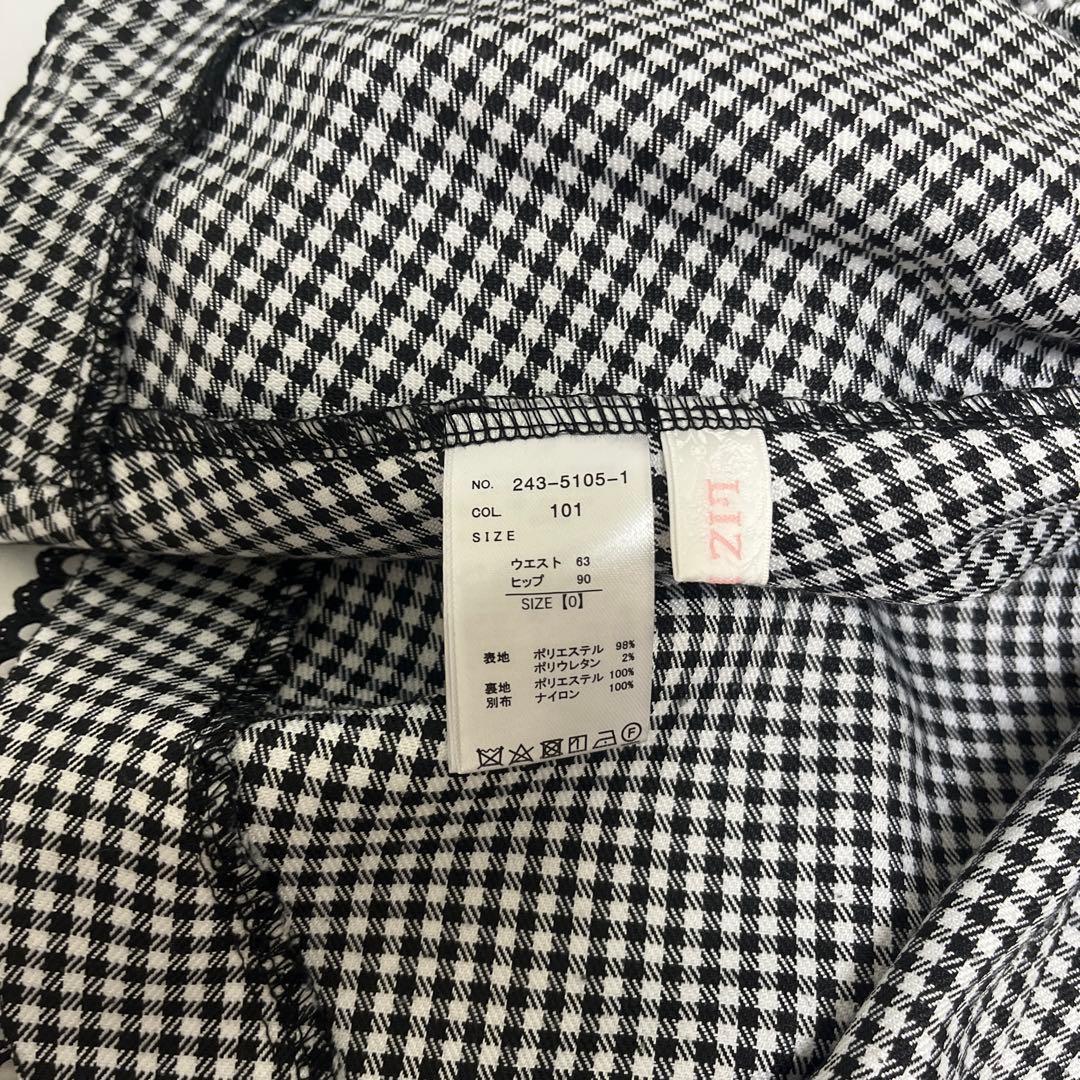 NO. 243-5105-1
COL. 101
SIZE
ウエスト 63
ヒップ 90
SIZE【0】
表地 ポリエステル 98%
ポリウレタン 2%
裏地 ポリエステル 100%
別布 ナイロン 100%
F
LIZ